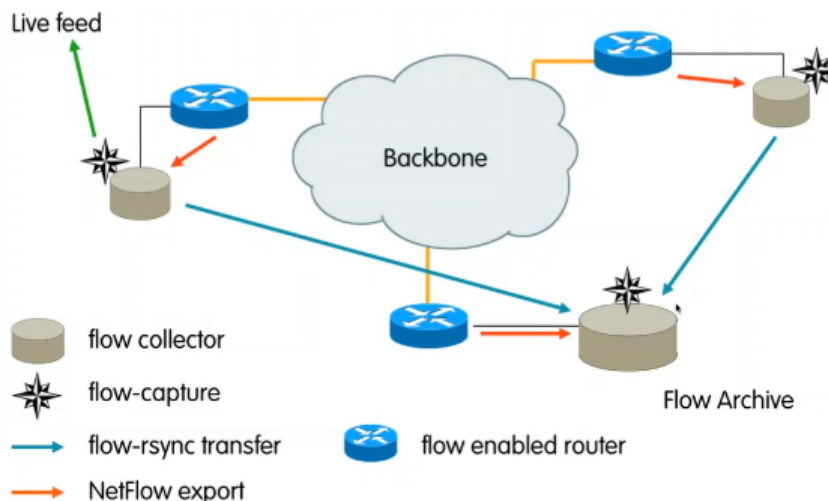 Live feed
Backbone
flow collector
flow-capture
Flow Archive
flow-rsync transfer
flow enabled router
NetFlow export